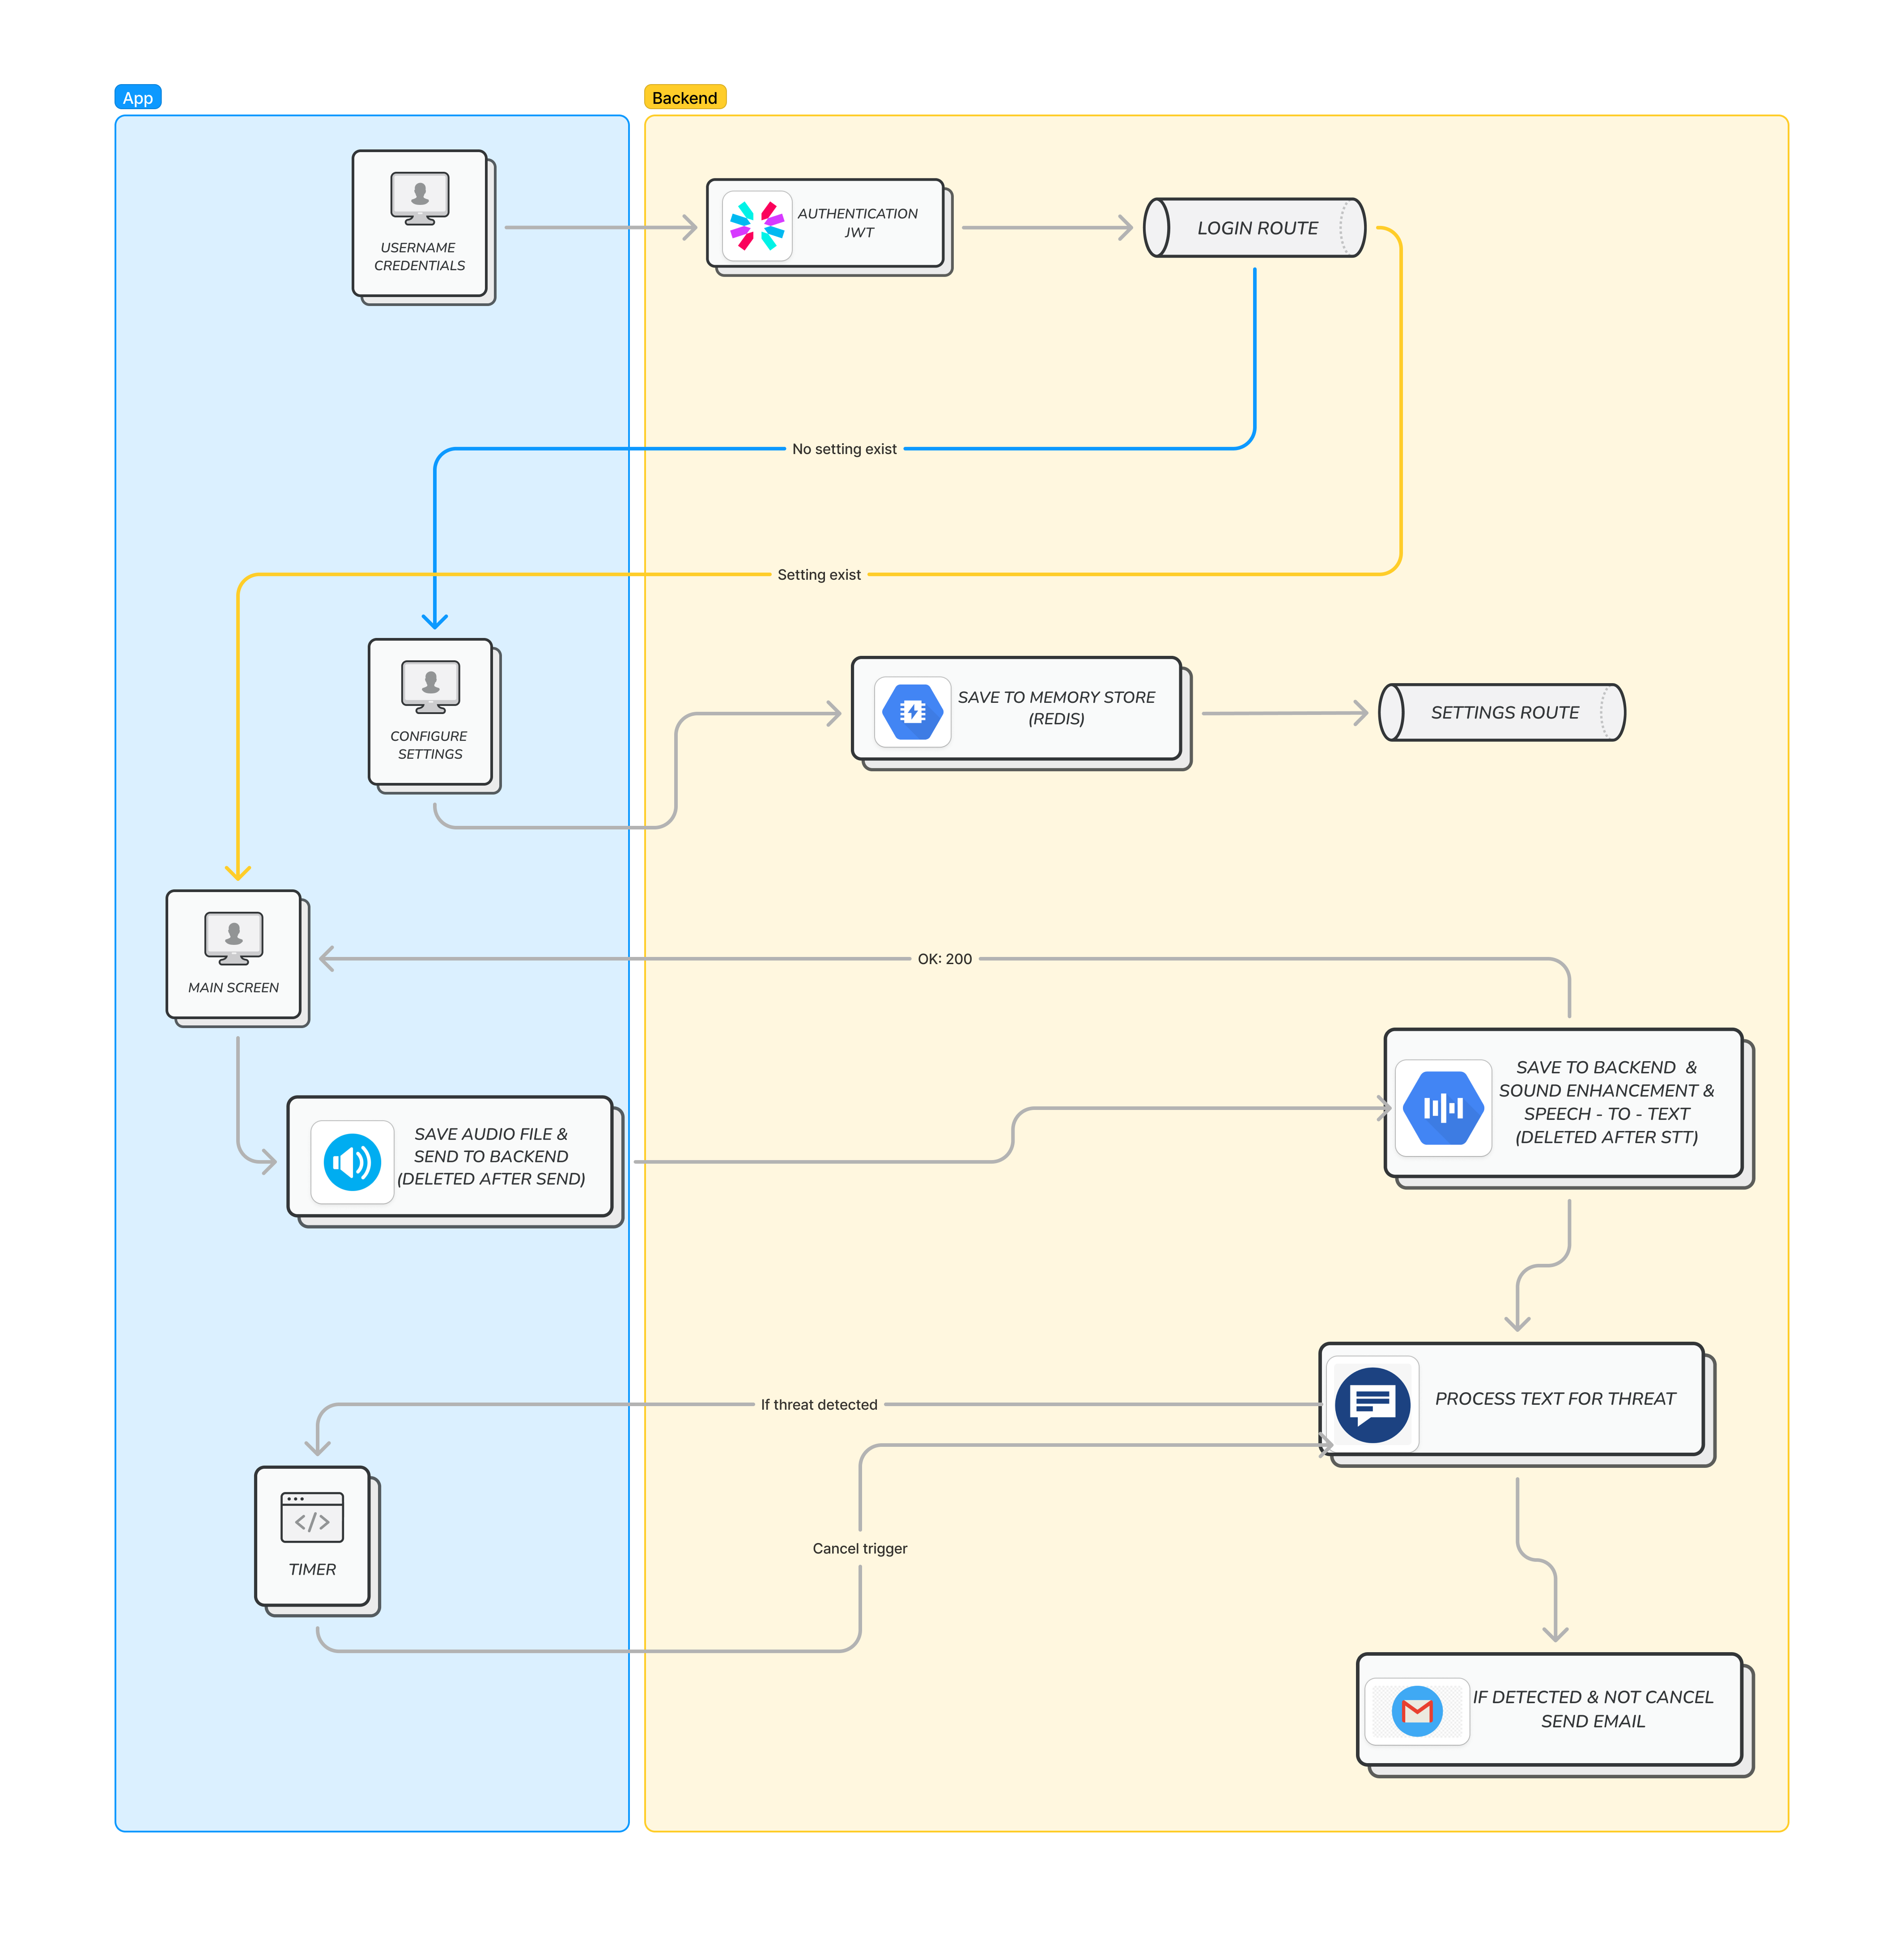 App
Backend
USERNAME
CREDENTIALS
AUTHENTICATION
JWT
LOGIN ROUTE
No setting exist
Setting exist
CONFIGURE
SETTINGS
SAVE TO MEMORY STORE
(REDIS)
SETTINGS ROUTE
MAIN SCREEN
OK: 200
SAVE TO BACKEND &
SOUND ENHANCEMENT &
SPEECH - TO - TEXT
(DELETED AFTER STT)
SAVE AUDIO FILE &
SEND TO BACKEND
(DELETED AFTER SEND)
If threat detected
PROCESS TEXT FOR THREAT
Cancel trigger
TIMER
IF DETECTED & NOT CANCEL
SEND EMAIL